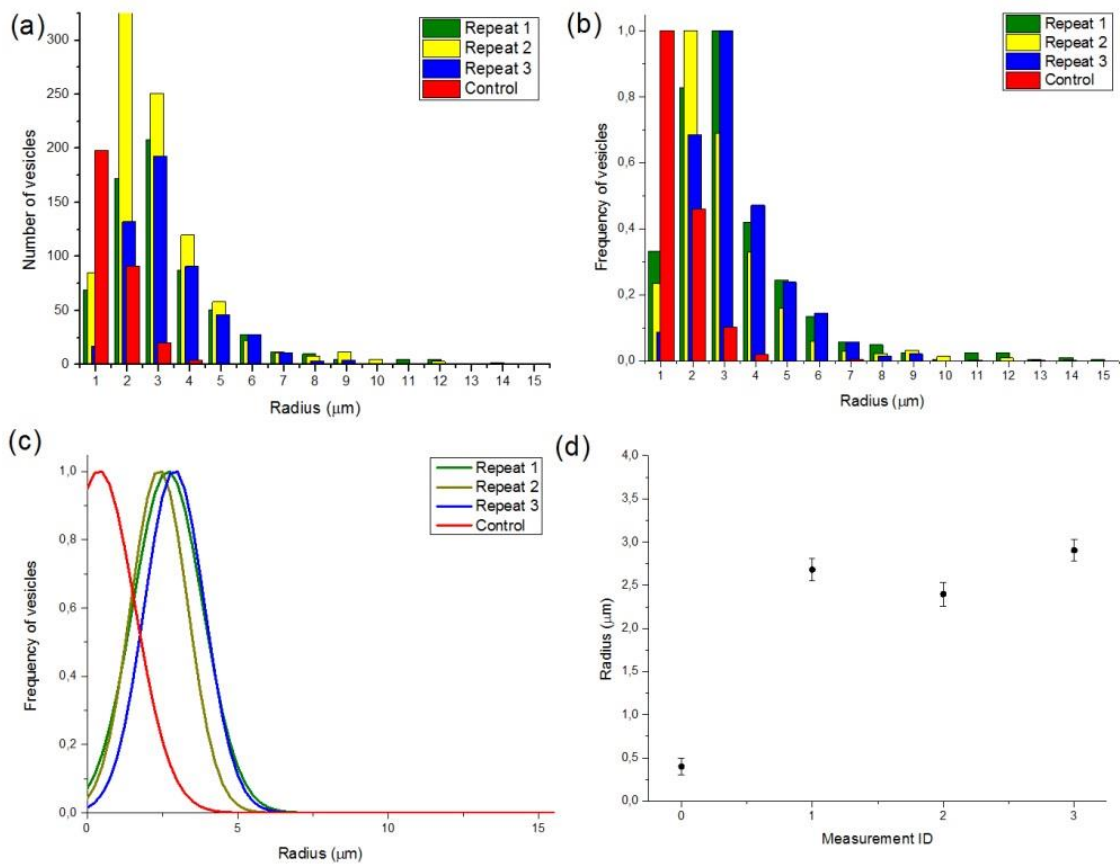 (a)
Repeat 1
Repeat 2
Repeat 3
Control
Number of vesicles
300
250
200
150
100
50
0
1 2 3 4 5 6 7 8 9 10 11 12 13 14 15
Radius (μm)
(b)
Repeat 1
Repeat 2
Repeat 3
Control
Frequency of vesicles
1,0
0,8
0,6
0,4
0,2
0,0
1 2 3 4 5 6 7 8 9 10 11 12 13 14 15
Radius (μm)
(c)
Repeat 1
Repeat 2
Repeat 3
Control
Frequency of vesicles
1,0
0,8
0,6
0,4
0,2
0,0
0 5 10 15
Radius (μm)
(d)
Radius (μm)
4,0
3,5
3,0
2,5
2,0
1,5
1,0
0,5
0,0
0 1 2 3
Measurement ID